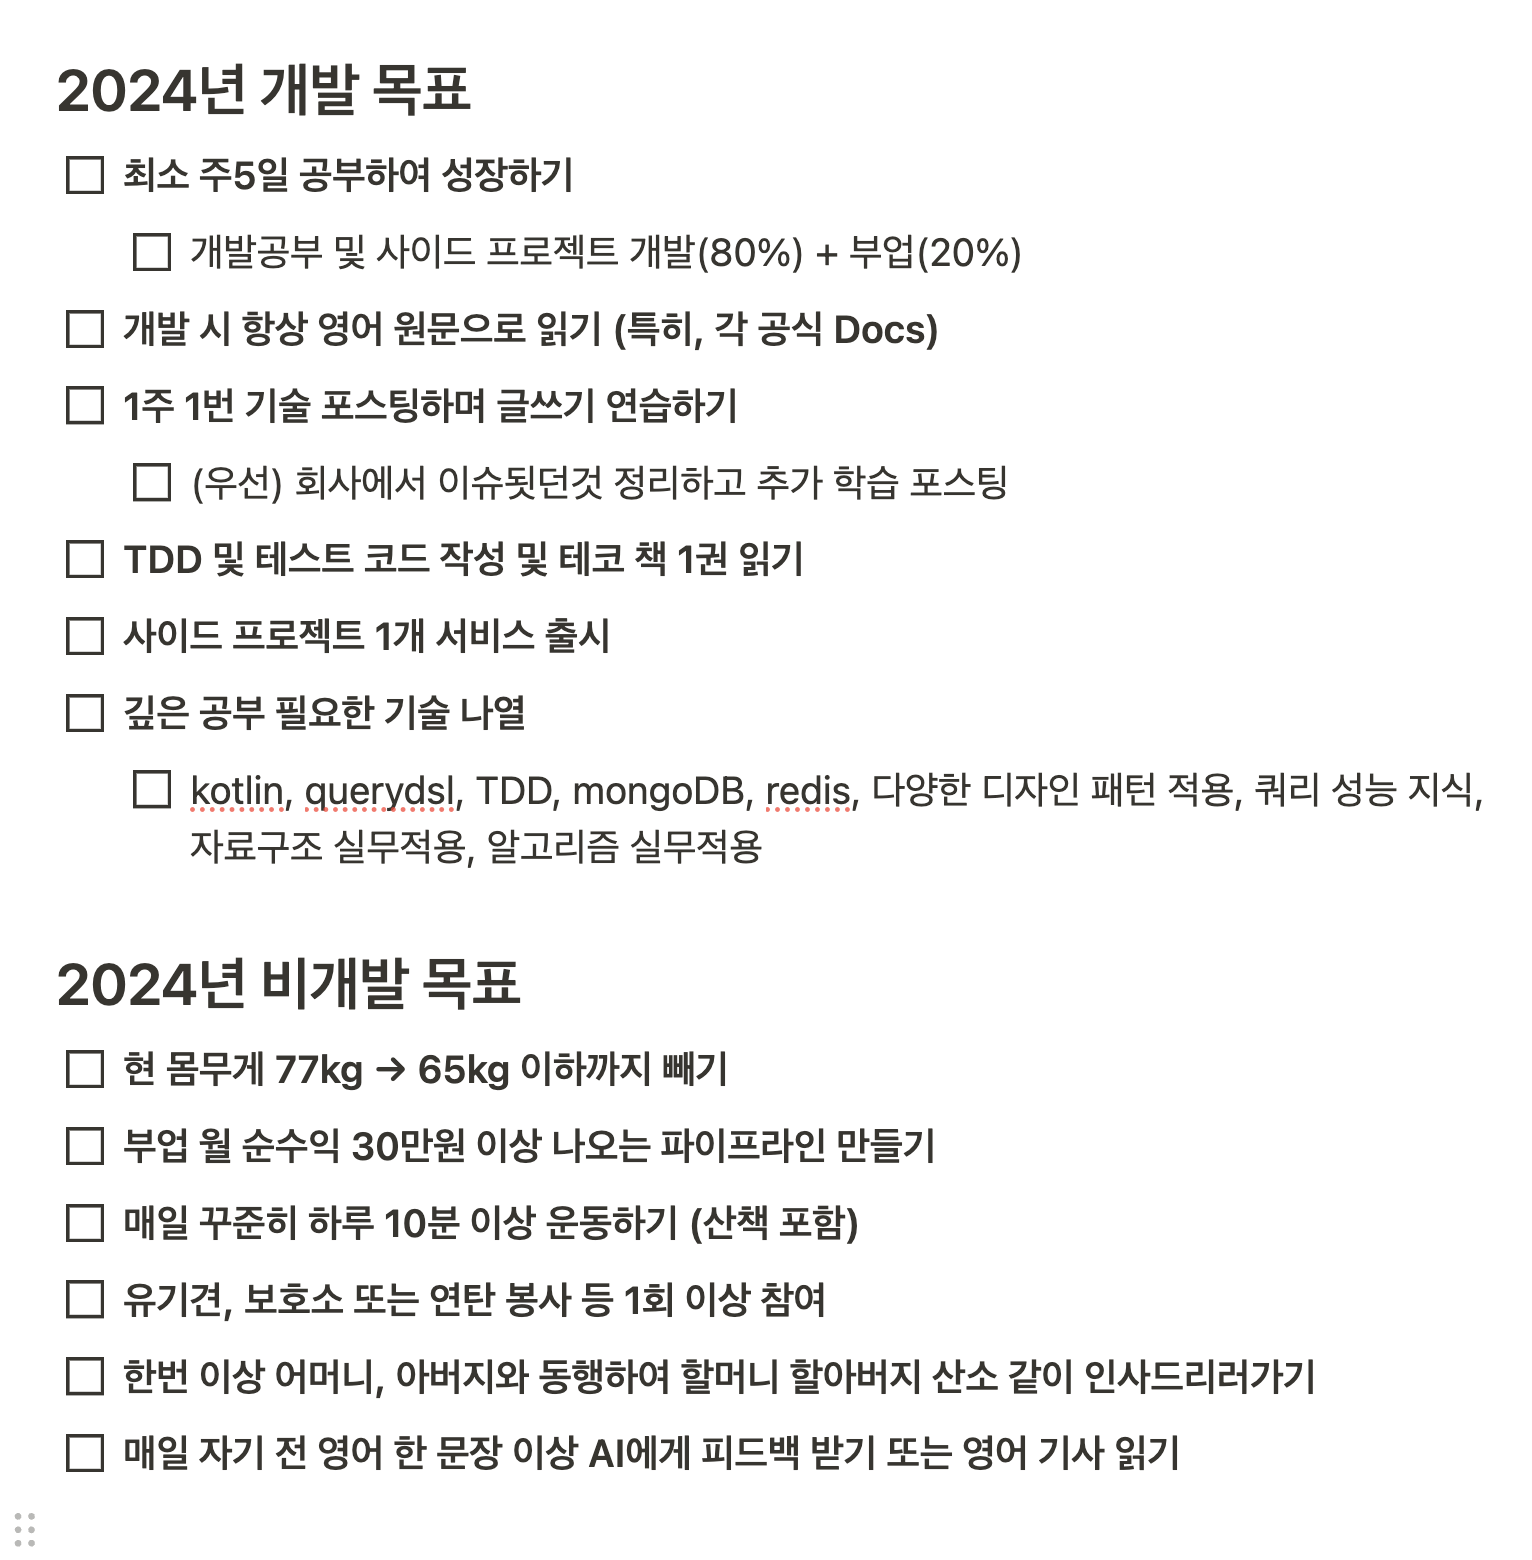 2024년 개발 목표
최소 주5일 공부하여 성장하기
개발공부 및 사이드 프로젝트 개발(80%) + 부업(20%)
개발 시 항상 영어 원문으로 읽기 (특히, 각 공식 Docs)
1주 1번 기술 포스팅하며 글쓰기 연습하기
(우선) 회사에서 이슈됫던것 정리하고 추가 학습 포스팅
TDD 및 테스트 코드 작성 및 테코 책 1권 읽기
사이드 프로젝트 1개 서비스 출시
깊은 공부 필요한 기술 나열
kotlin, querydsl, TDD, mongoDB, redis, 다양한 디자인 패턴 적용, 쿼리 성능 지식,
자료구조 실무적용, 알고리즘 실무적용
2024년 비개발 목표
현 몸무게 77kg → 65kg 이하까지 빼기
부업 월 순수익 30만원 이상 나오는 파이프라인 만들기
매일 꾸준히 하루 10분 이상 운동하기 (산책 포함)
유기견, 보호소 또는 연탄 봉사 등 1회 이상 참여
한번 이상 어머니, 아버지와 동행하여 할머니 할아버지 산소 같이 인사드리러가기
매일 자기 전 영어 한 문장 이상 AI에게 피드백 받기 또는 영어 기사 읽기